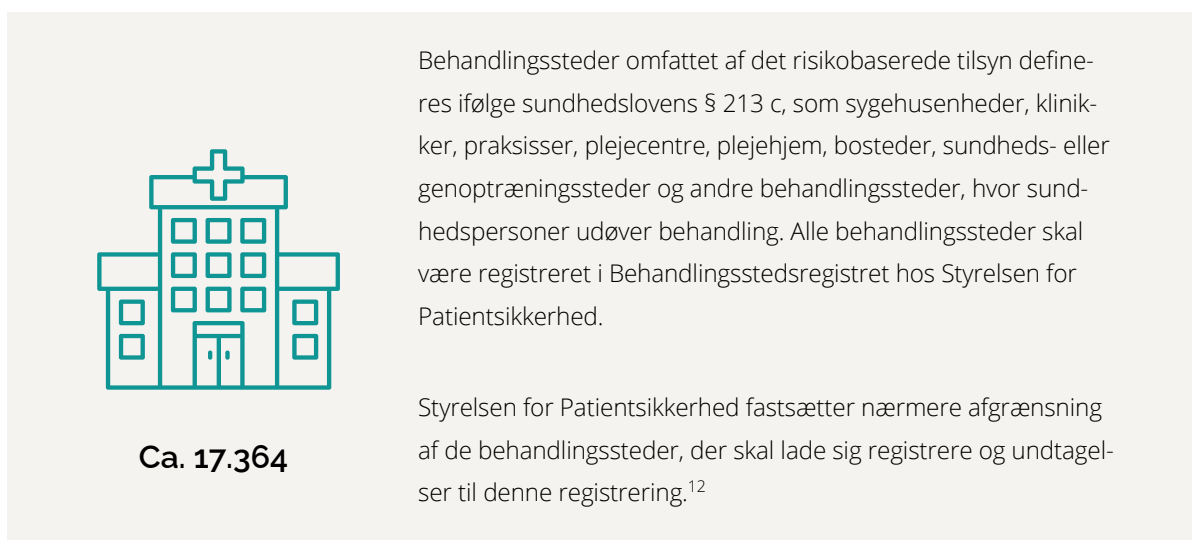 Behandlingssteder omfattet af det risikobaserede tilsyn define-
res ifølge sundhedslovens § 213 c, som sygehusenheder, klinik-
ker, praksisser, plejecentre, plejehjem, bosteder, sundheds- eller
genoptræningssteder og andre behandlingssteder, hvor sund-
hedspersoner udøver behandling. Alle behandlingssteder skal
være registreret i Behandlingsstedsregistret hos Styrelsen for
Patientsikkerhed.
Styrelsen for Patientsikkerhed fastsætter nærmere afgrænsning
af de behandlingssteder, der skal lade sig registrere og undtagel-
ser til denne registrering.12
Ca. 17.364